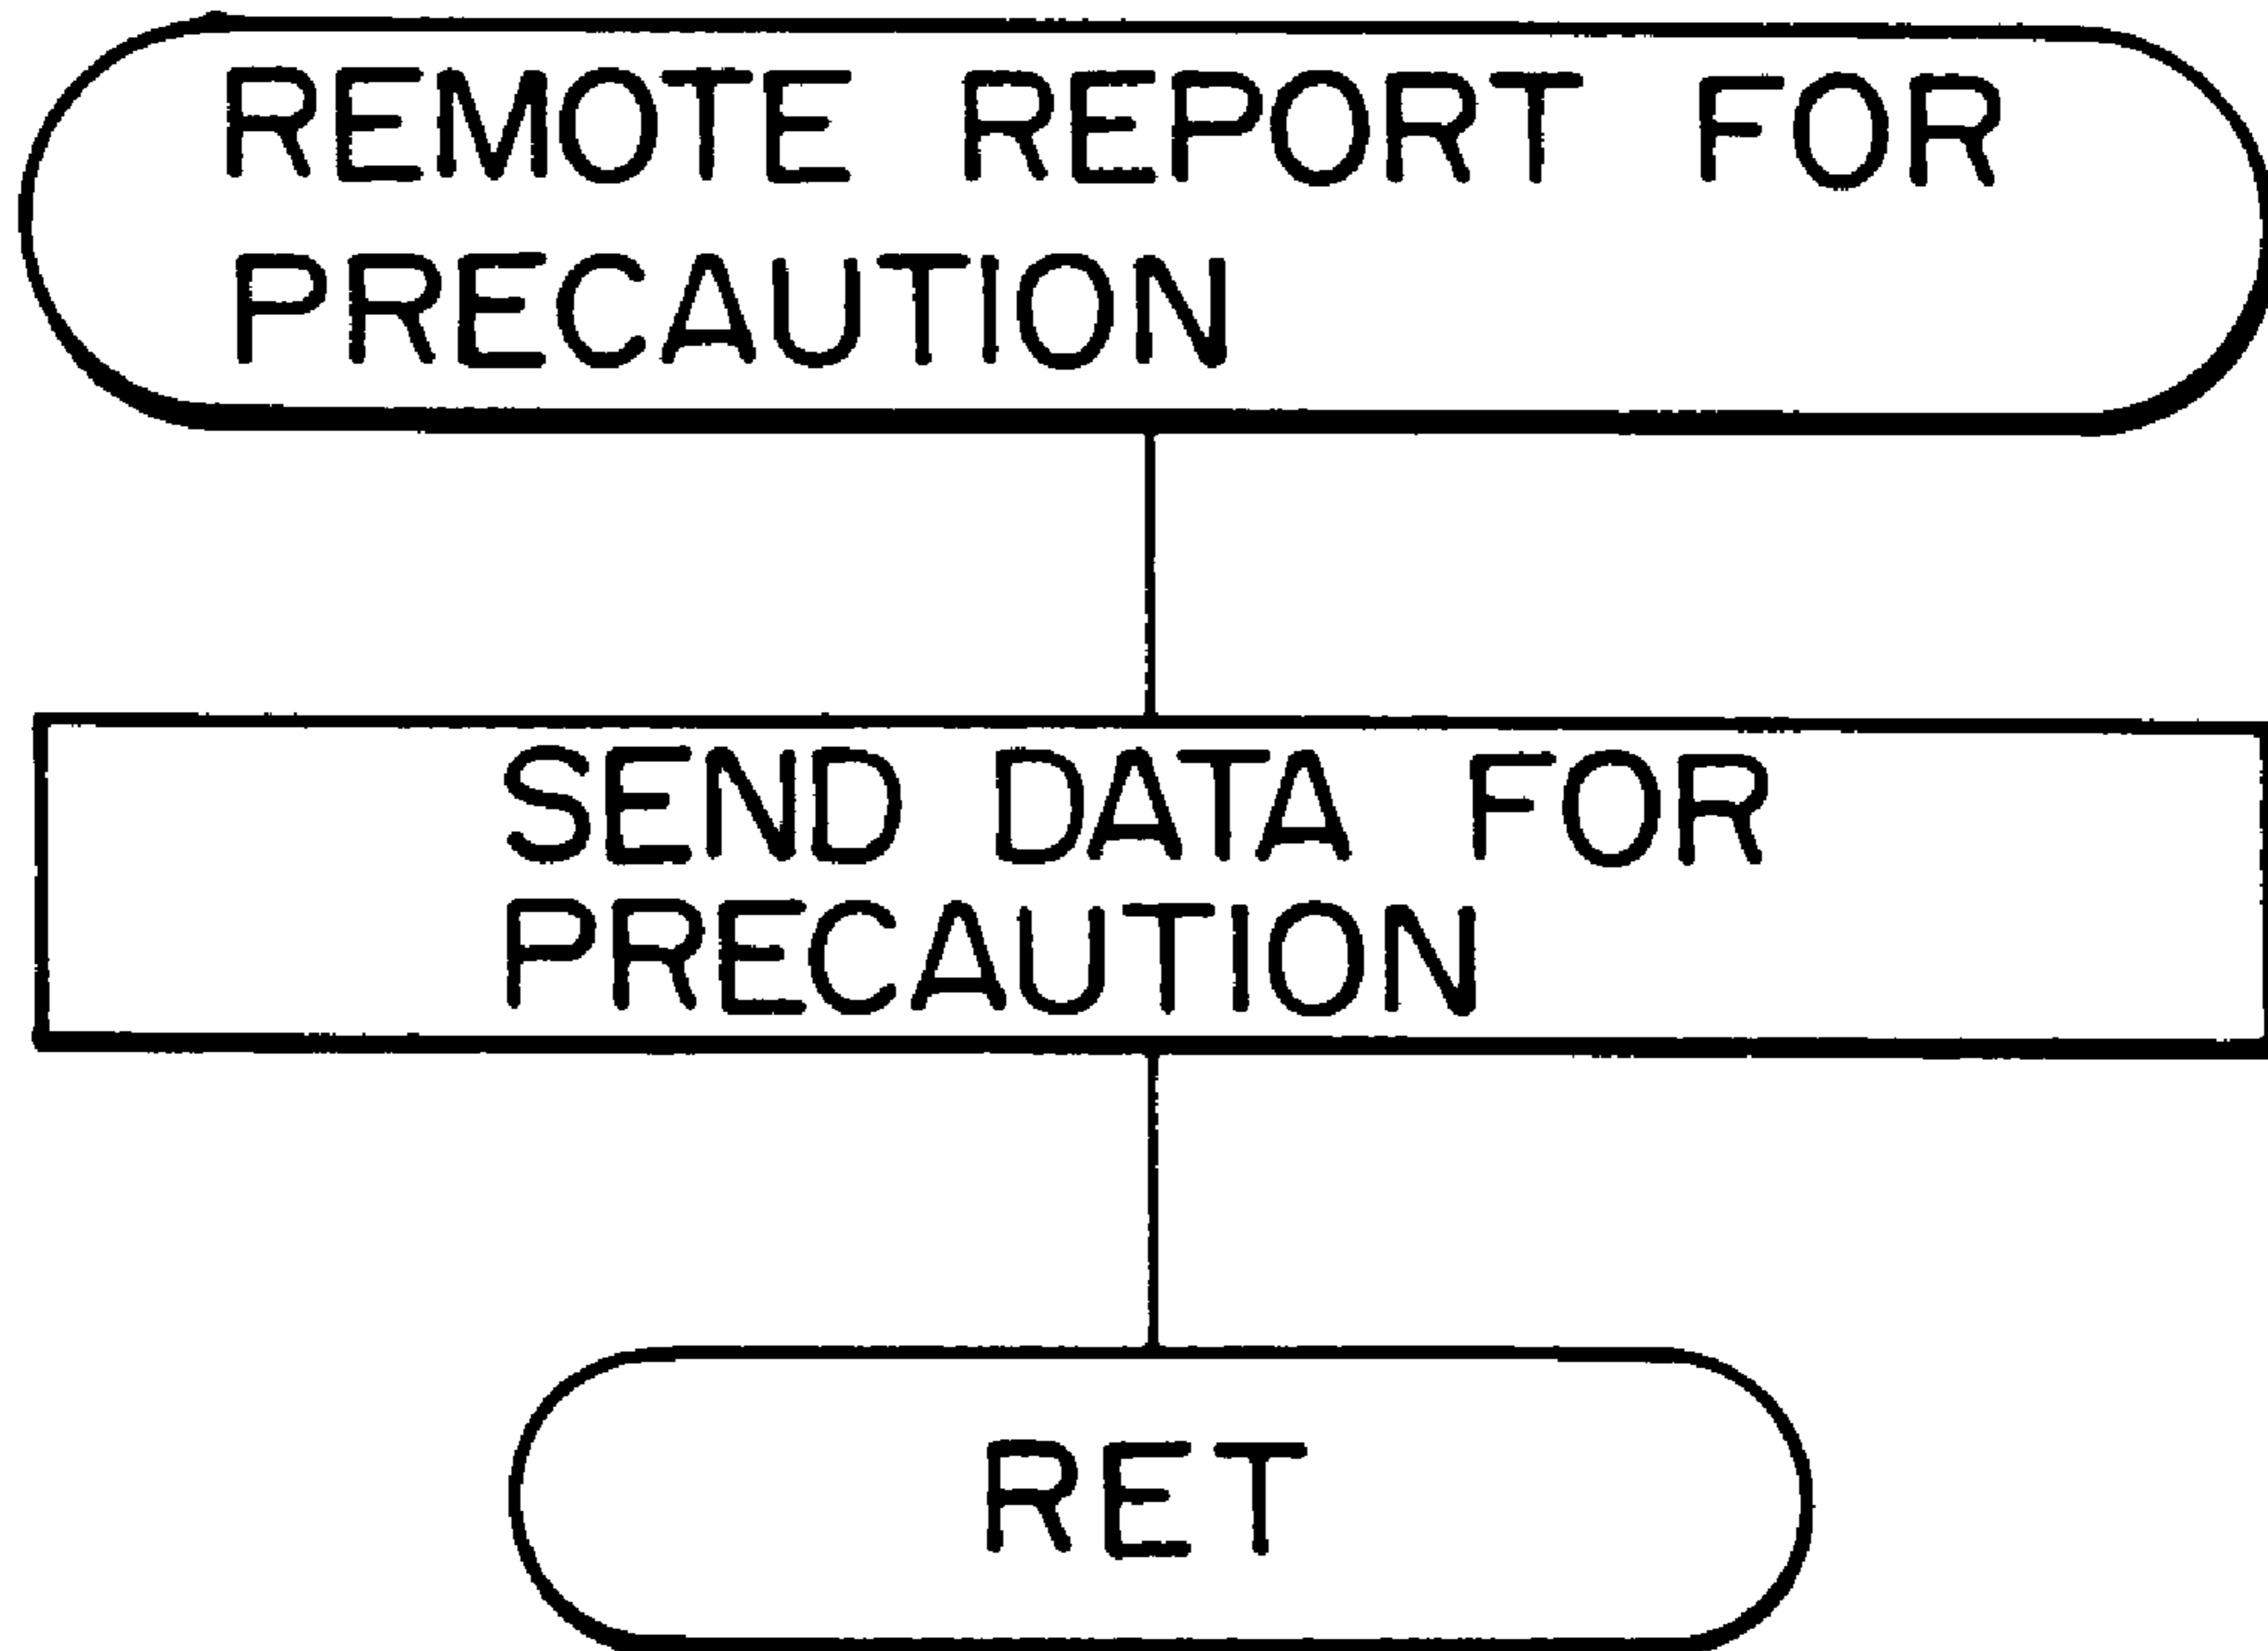 REMOTE REPORT FOR
PRECAUTION
SEND DATA FOR
PRECAUTION
RET